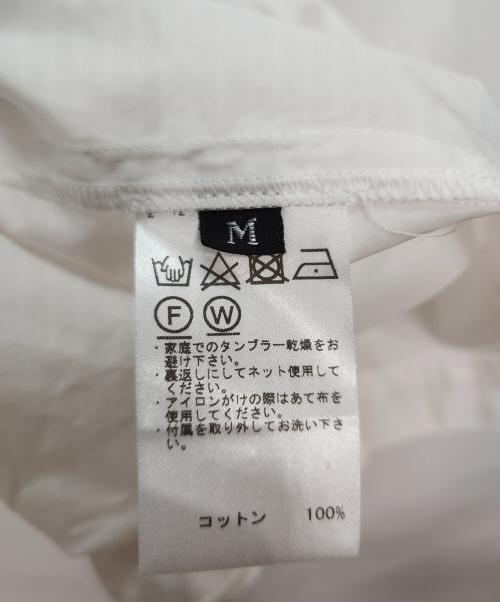 M
F W
・家庭でのタンブラー乾燥をお
避け下さい。
・裏返しにしてネット使用して
ください。
・アイロンがけの際はあて布を
使用してください。
・付属を取り外してお洗い下さ
い。
コットン 100%